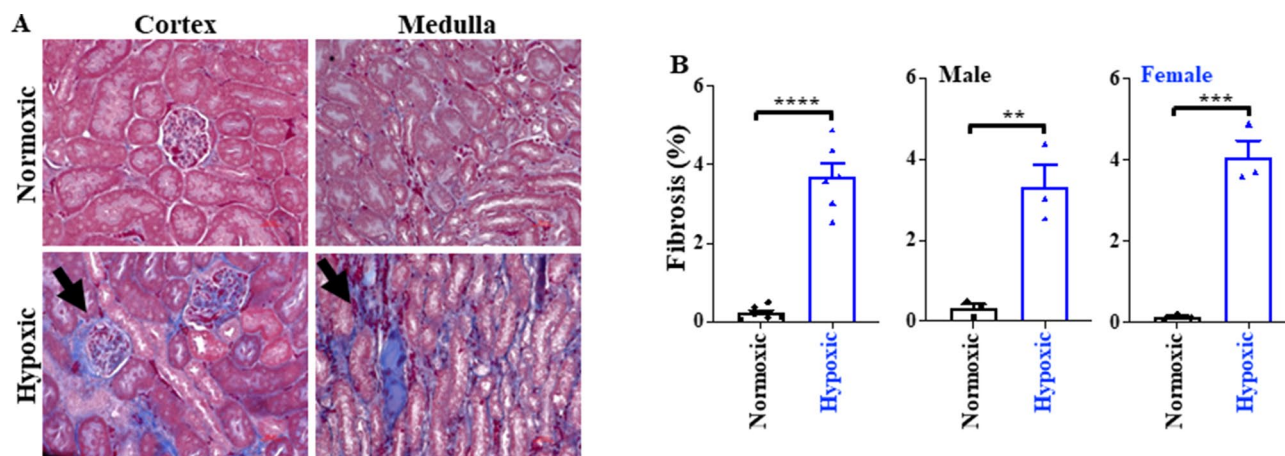 A
Cortex
Medulla
Normoxic
Hypoxic
B
Fibrosis (%)
6
4
2
0
****
Normoxic
Hypoxic
Male
6
4
2
0
**
Normoxic
Hypoxic
Female
6
4
2
0
***
Normoxic
Hypoxic